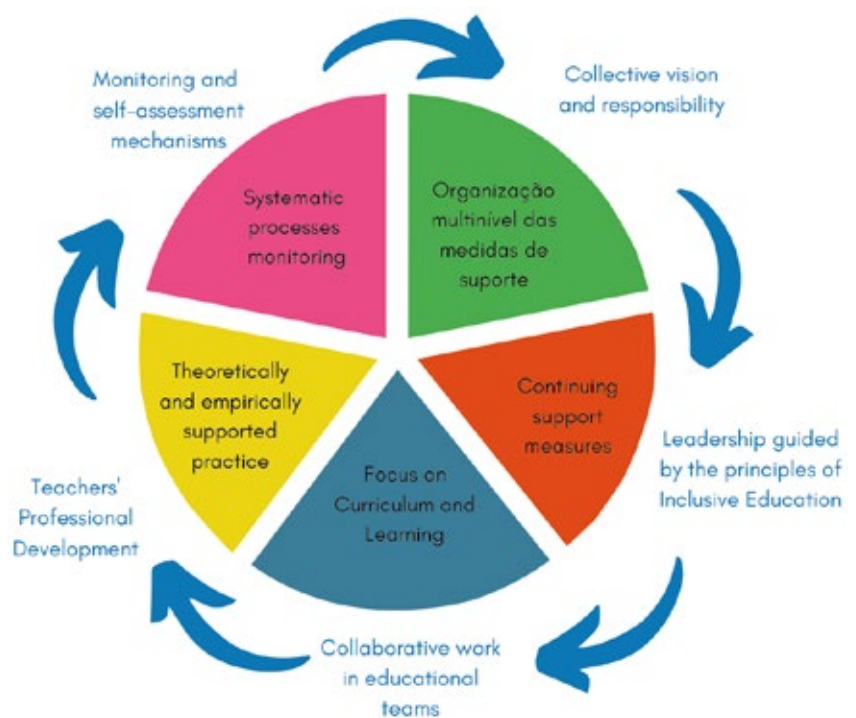 Monitoring and
self-assessment
mechanisms
Collective vision
and responsibility
Systematic
processes
monitoring
Organização
multinível das
medidas de
suporte
Theoretically
and empirically
supported
practice
Continuing
support
measures
Focus on
Curriculum and
Learning
Leadership guided
by the principles of
Inclusive Education
Teachers'
Professional
Development
Collaborative work
in educational
teams